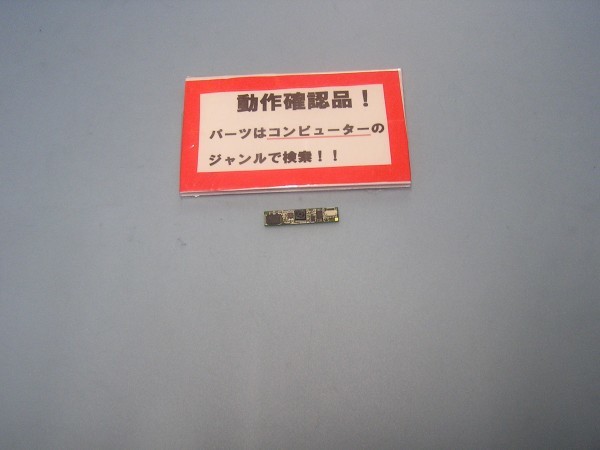 動作確認品！
パーツはコンピューターの
ジャンルで検索！！